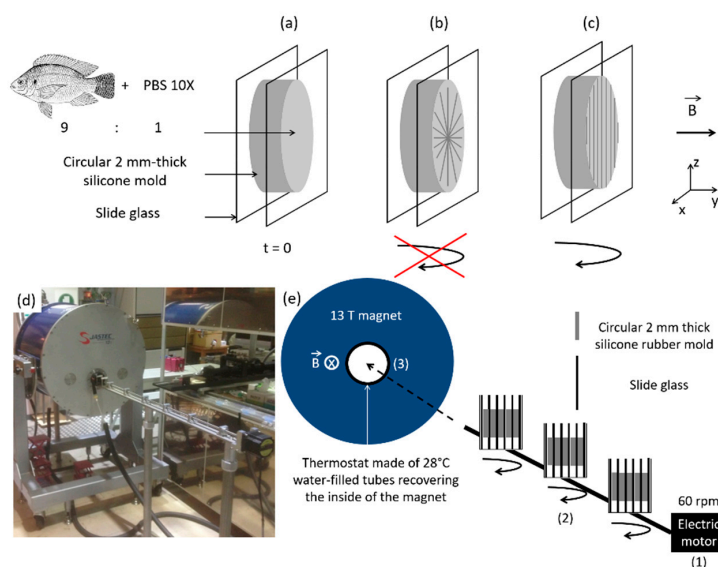 (a)
(b)
(c)
+ PBS 10X
9 : 1
Circular 2 mm-thick
silicone mold
Slide glass
t = 0
B
z
y
x
(d)
(e)
13 T magnet
B
(3)
Thermostat made of 28°C
water-filled tubes recovering
the inside of the magnet
Circular 2 mm thick
silicone rubber mold
Slide glass
(2)
60 rpm
Electric
motor
(1)